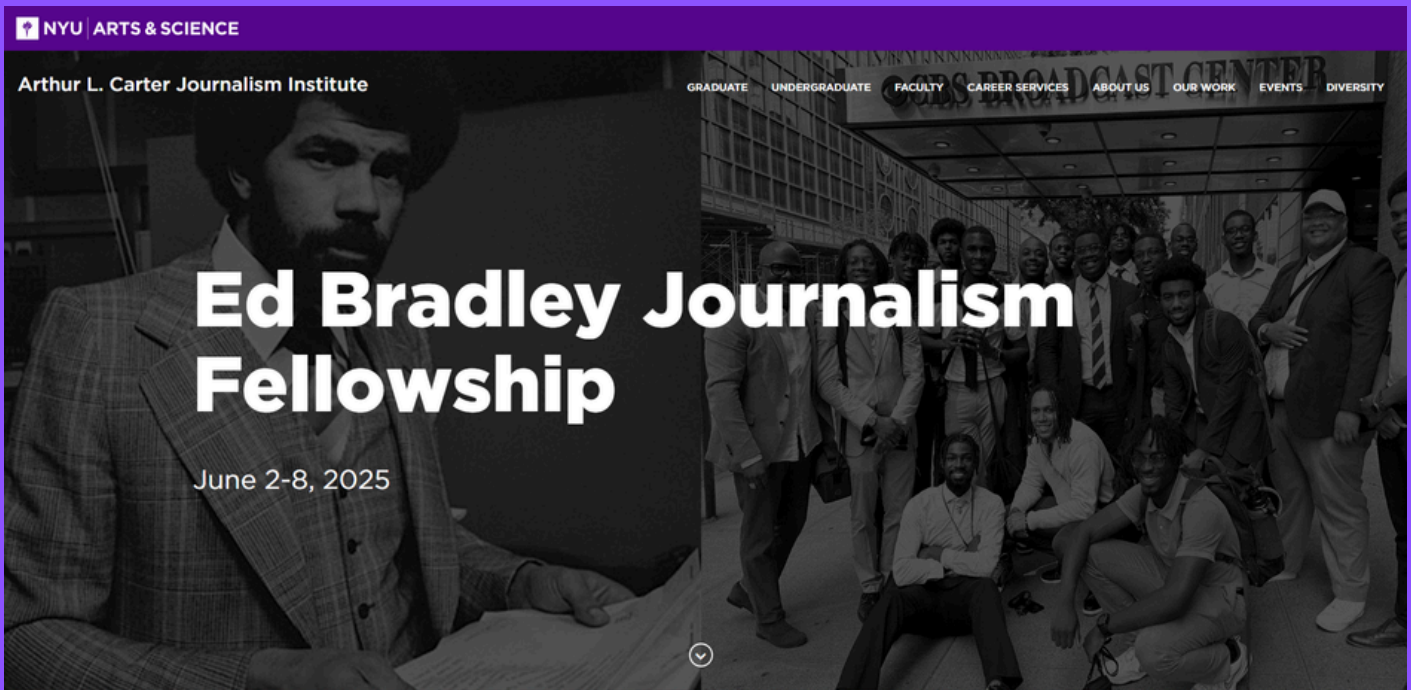 NYU ARTS & SCIENCE
Arthur L. Carter Journalism Institute
GRADUATE UNDERGRADUATE FACULTY CAREER SERVICES ABOUT US OUR WORK EVENTS DIVERSITY
CBS BROADCAST CENTER
Ed Bradley Journalism
Fellowship
June 2-8, 2025